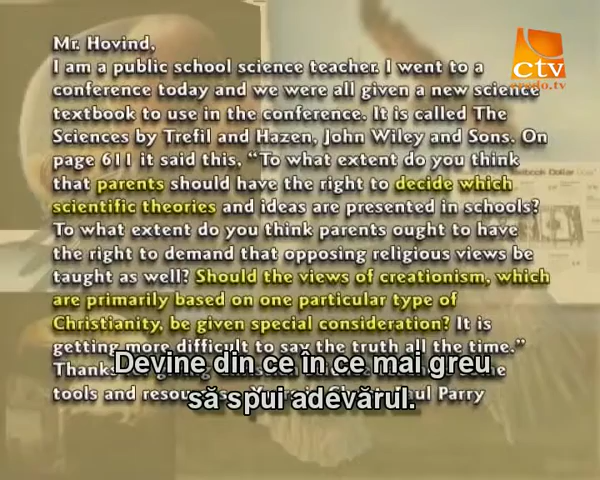 Mr. Hovind,
I am a public school science teacher. I went to a
conference today and we were all given a new science
textbook to use in the conference. It is called The
Sciences by Trefil and Hazen, John Wiley and Sons. On
page 611 it said this, "To what extent do you think
that parents should have the right to decide which
scientific theories and ideas are presented in schools?
To what extent do you think parents ought to have
the right to demand that opposing religious views be
taught as well? Should the views of creationism, which
are primarily based on one particular type of
Christianity, be given special consideration? It is
getting more difficult to say the truth all the time."
tools and Parry
Devine din ce în ce mai greu
să spui adevărul.
ctv